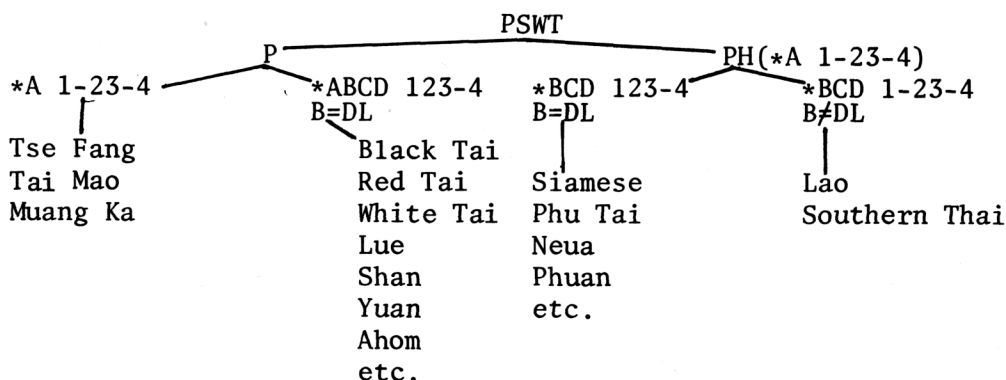 PSWT
P PH(*A 1-23-4)
*A 1-23-4 *ABCD 123-4 *BCD 123-4 *BCD 1-23-4
B=DL B=DL B≠DL
Tse Fang Black Tai
Tai Mao Red Tai Siamese Lao
Muang Ka White Tai Phu Tai Southern Thai
Lue Neua
Shan Phuan
Yuan etc.
Ahom
etc.